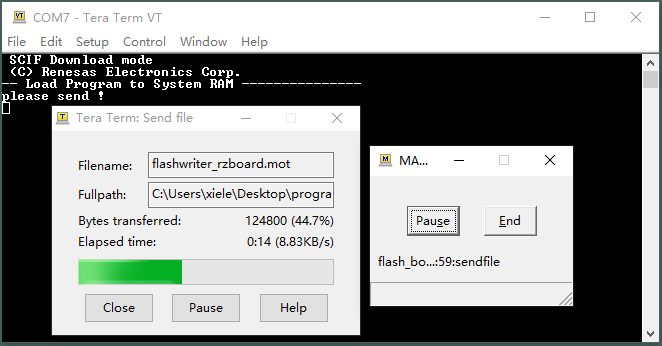 COM7 - Tera Term VT
File Edit Setup Control Window Help
SCIF Download mode
(C) Renesas Electronics Corp.
-- Load Program to System RAM ---------------
please send !
Tera Term: Send file
Filename: flashwriter_rzboard.mot
Fullpath: C:\Users\xiele\Desktop\progra
Bytes transferred: 124800 (44.7%)
Elapsed time: 0:14 (8.83KB/s)
Close Pause Help
MA...
Pause End
flash_bo...:59:sendfile